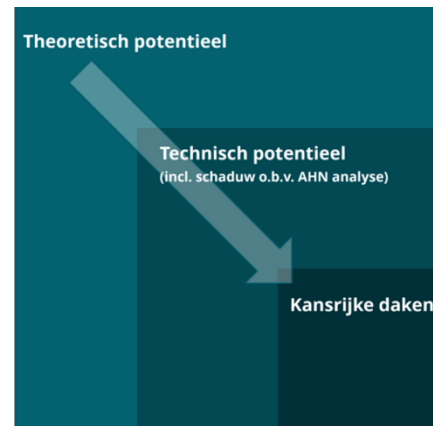 Theoretisch potentieel
Technisch potentieel
(incl. schaduw o.b.v. AHN analyse)
Kansrijke daken